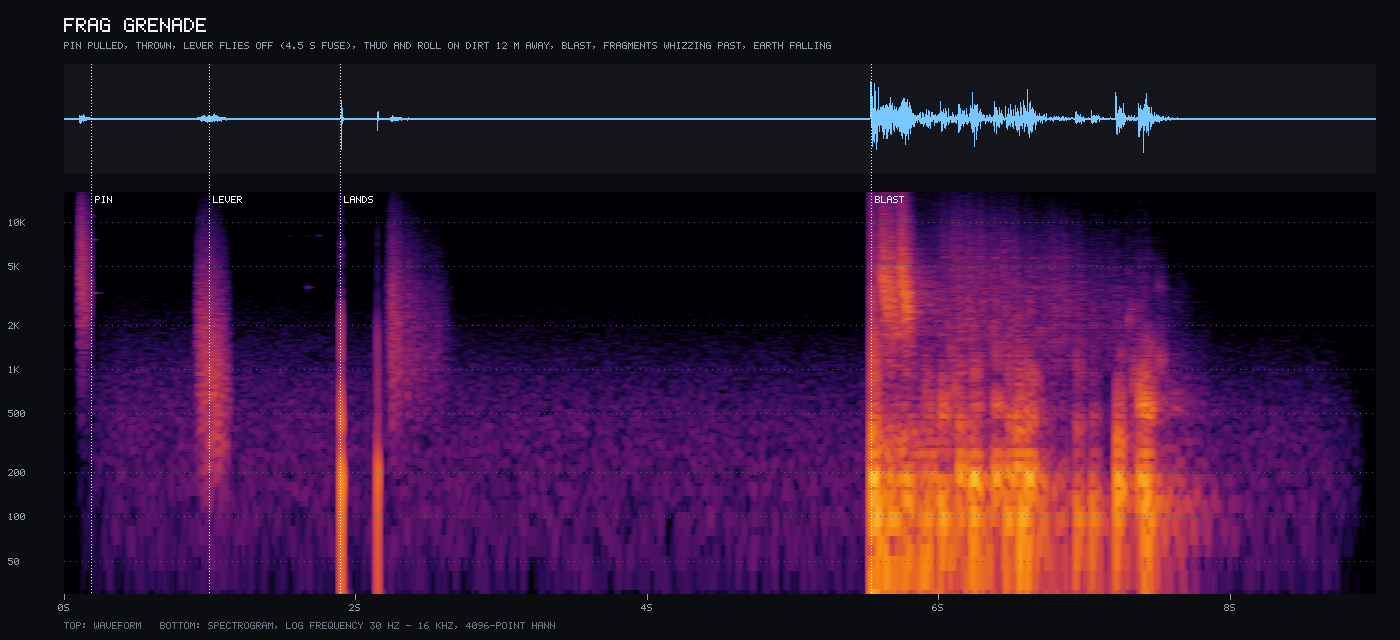 FRAG GRENADE
PIN PULLED, THROWN, LEVER FLIES OFF (4.5 S FUSE), THUD AND ROLL ON DIRT 12 M AWAY, BLAST, FRAGMENTS WHIZZING PAST, EARTH FALLING
PIN LEVER LANDS BLAST
10K
5K
2K
1K
500
200
100
50
0S 2S 4S 6S 8S
TOP: WAVEFORM BOTTOM: SPECTROGRAM, LOG FREQUENCY 30 HZ - 16 KHZ, 4096-POINT HANN